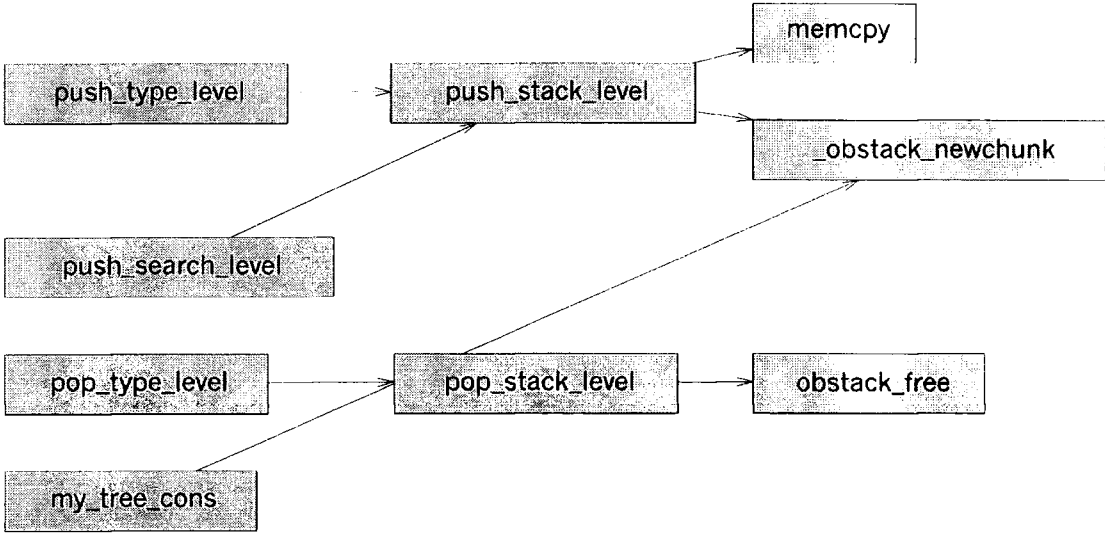 memcpy
push_type_level
push_stack_level
_obstack_newchunk
push_search_level
pop_type_level
pop_stack_level
obstack_free
my_tree_cons